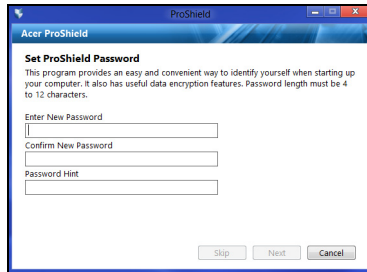 ProShield
Acer ProShield
Set ProShield Password
This program provides an easy and convenient way to identify yourself when starting up
your computer. It also has useful data encryption features. Password length must be 4
to 12 characters.
Enter New Password
Confirm New Password
Password Hint
Skip Next Cancel